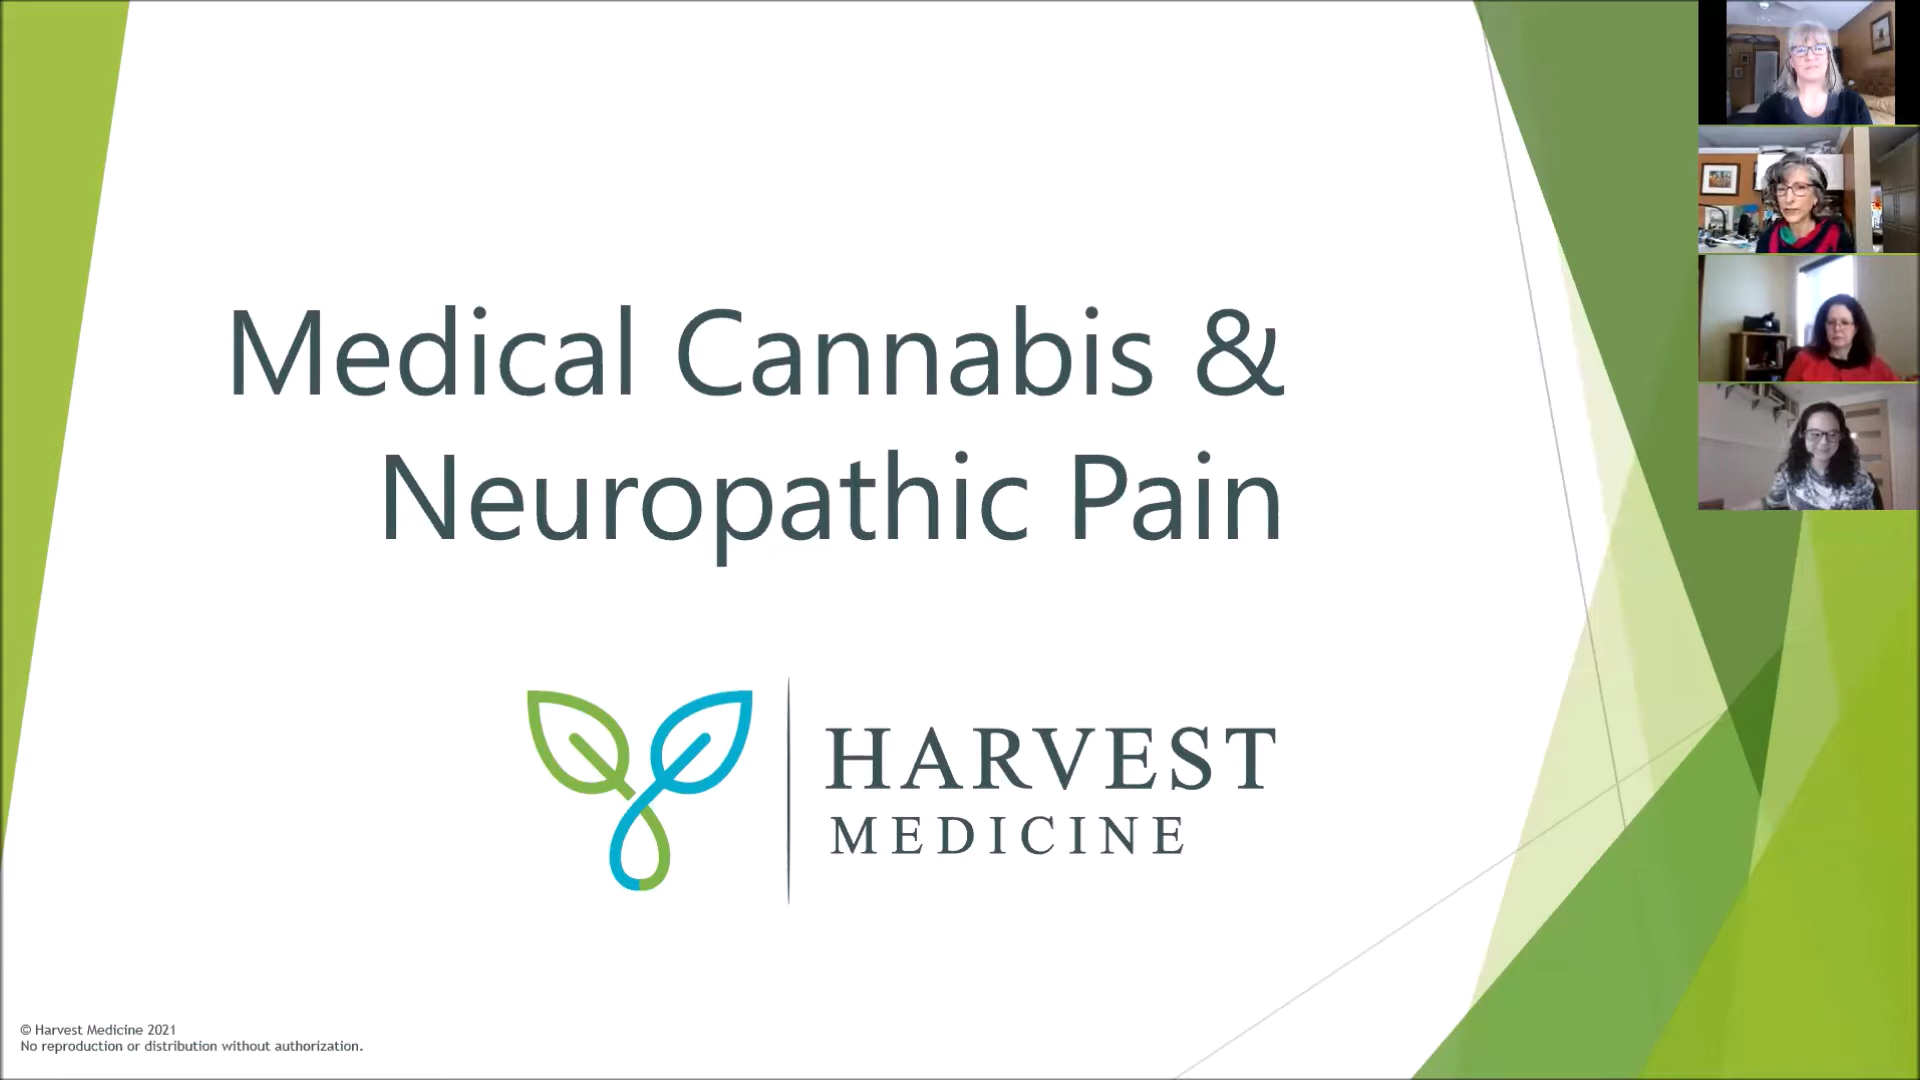 Medical Cannabis &
Neuropathic Pain
HARVEST
MEDICINE
© Harvest Medicine 2021
No reproduction or distribution without authorization.